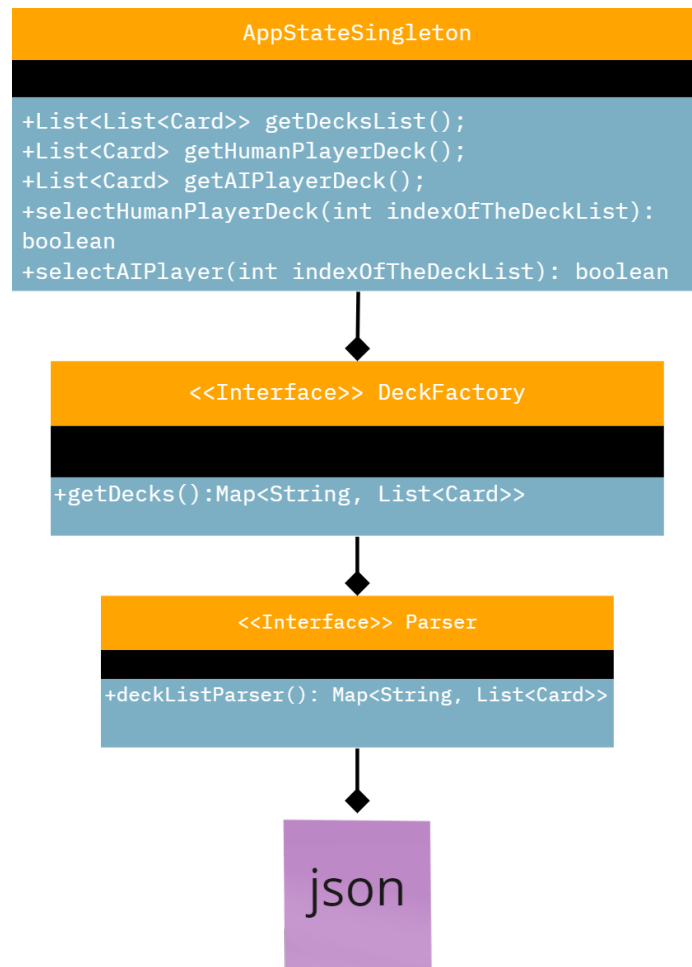 AppStateSingleton
+List<List<Card>> getDecksList();
+List<Card> getHumanPlayerDeck();
+List<Card> getAIPlayerDeck();
+selectHumanPlayerDeck(int indexOfTheDeckList):
boolean
+selectAIPlayer(int indexOfTheDeckList): boolean
<<Interface>> DeckFactory
+getDecks():Map<String, List<Card>>
<<Interface>> Parser
+deckListParser(): Map<String, List<Card>>
json